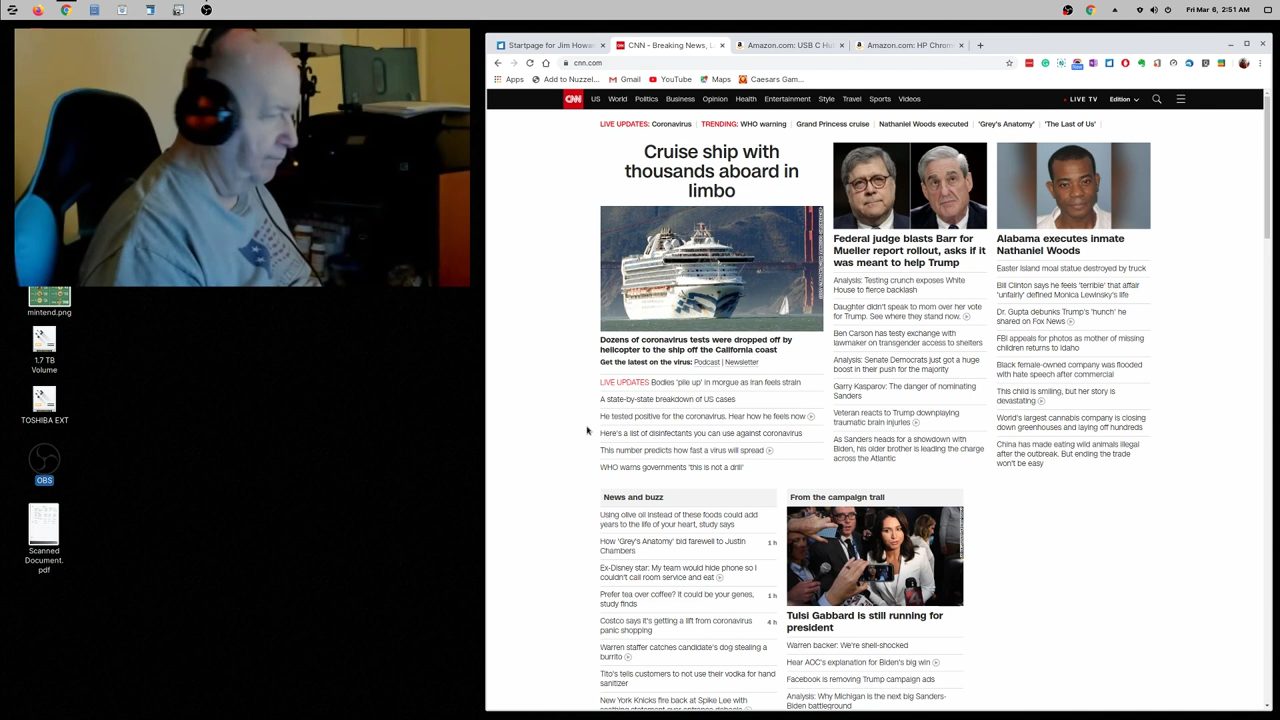 Fri Mar 6, 2:51 AM
Startpage for Jim Howa
CNN - Breaking News, L
Amazon.com: USB C Hu
Amazon.com: HP Chrom
cnn.com
Apps
Add to Nuzzel...
Gmail
YouTube
Maps
Caesars Gam...
CNN
US
World
Politics
Business
Opinion
Health
Entertainment
Style
Travel
Sports
Videos
LIVE TV
Edition
LIVE UPDATES: Coronavirus
TRENDING: WHO warning
Grand Princess cruise
Nathaniel Woods executed
'Grey's Anatomy'
'The Last of Us'
Cruise ship with
thousands aboard in
limbo
Dozens of coronavirus tests were dropped off by
helicopter to the ship off the California coast
Get the latest on the virus: Podcast | Newsletter
LIVE UPDATES Bodies 'pile up' in morgue as Iran feels strain
A state-by-state breakdown of US cases
He tested positive for the coronavirus. Hear how he feels now
Here's a list of disinfectants you can use against coronavirus
This number predicts how fast a virus will spread
WHO warns governments 'this is not a drill'
Federal judge blasts Barr for
Mueller report rollout, asks if it
was meant to help Trump
Analysis: Testing crunch exposes White
House to fierce backlash
Daughter didn't speak to mom over her vote
for Trump. See where they stand now.
Ben Carson has testy exchange with
lawmaker on transgender access to shelters
Analysis: Senate Democrats just got a huge
boost in their push for the majority
Garry Kasparov: The danger of nominating
Sanders
Veteran reacts to Trump downplaying
traumatic brain injuries
As Sanders heads for a showdown with
Biden, his older brother is leading the charge
across the Atlantic
Alabama executes inmate
Nathaniel Woods
Easter Island moai statue destroyed by truck
Bill Clinton says he feels 'terrible' that affair
'unfairly' defined Monica Lewinsky's life
Dr. Gupta debunks Trump's 'hunch' he
shared on Fox News
FBI appeals for photos as mother of missing
children returns to Idaho
Black female-owned company was flooded
with hate speech after commercial
This child is smiling, but her story is
devastating
World's largest cannabis company is closing
down greenhouses and laying off hundreds
China has made eating wild animals illegal
after the outbreak. But ending the trade
won't be easy
News and buzz
Using olive oil instead of these foods could add
years to the life of your heart, study says
How 'Grey's Anatomy' bid farewell to Justin
Chambers
1 h
Ex-Disney star: My team would hide phone so I
couldn't call room service and eat
Prefer tea over coffee? It could be your genes,
study finds
1 h
Costco says it's getting a lift from coronavirus
panic shopping
4 h
Warren staffer catches candidate's dog stealing a
burrito
Tito's tells customers to not use their vodka for hand
sanitizer
New York Knicks fire back at Spike Lee with
From the campaign trail
Tulsi Gabbard is still running for
president
Warren backer: We're shell-shocked
Hear AOC's explanation for Biden's big win
Facebook is removing Trump campaign ads
Analysis: Why Michigan is the next big Sanders-
Biden battleground
mintend.png
1.7 TB
Volume
TOSHIBA EXT
OBS
Scanned
Document.
pdf